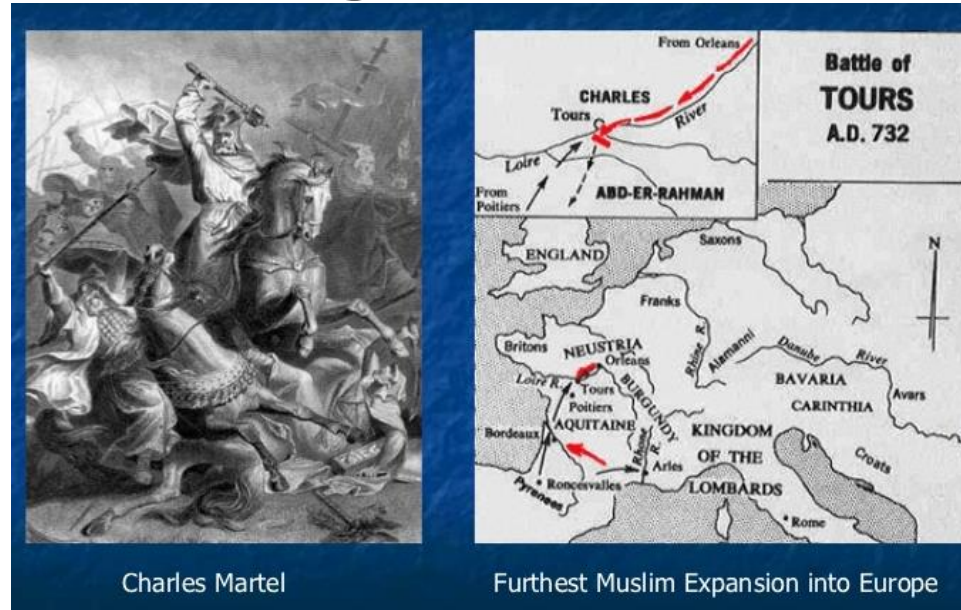 From Orleans
CHARLES
Tours
River
Loire
From
Poitiers
ABD-ER-RAHMAN
Battle of
TOURS
A.D. 732
N
ENGLAND
Saxons
Franks
Rhine R.
Alamanni
Danube River
Britons
NEUSTRIA
Orleans
Loire R.
Tours
Poitiers
BURGUNDY
BAVARIA
CARINTHIA
Avars
AQUITAINE
Bordeaux
KINGDOM
OF THE
LOMBARDS
Rhone
R.
Arles
Croats
Roncesvalles
Pyrenees
Rome
Charles Martel
Furthest Muslim Expansion into Europe